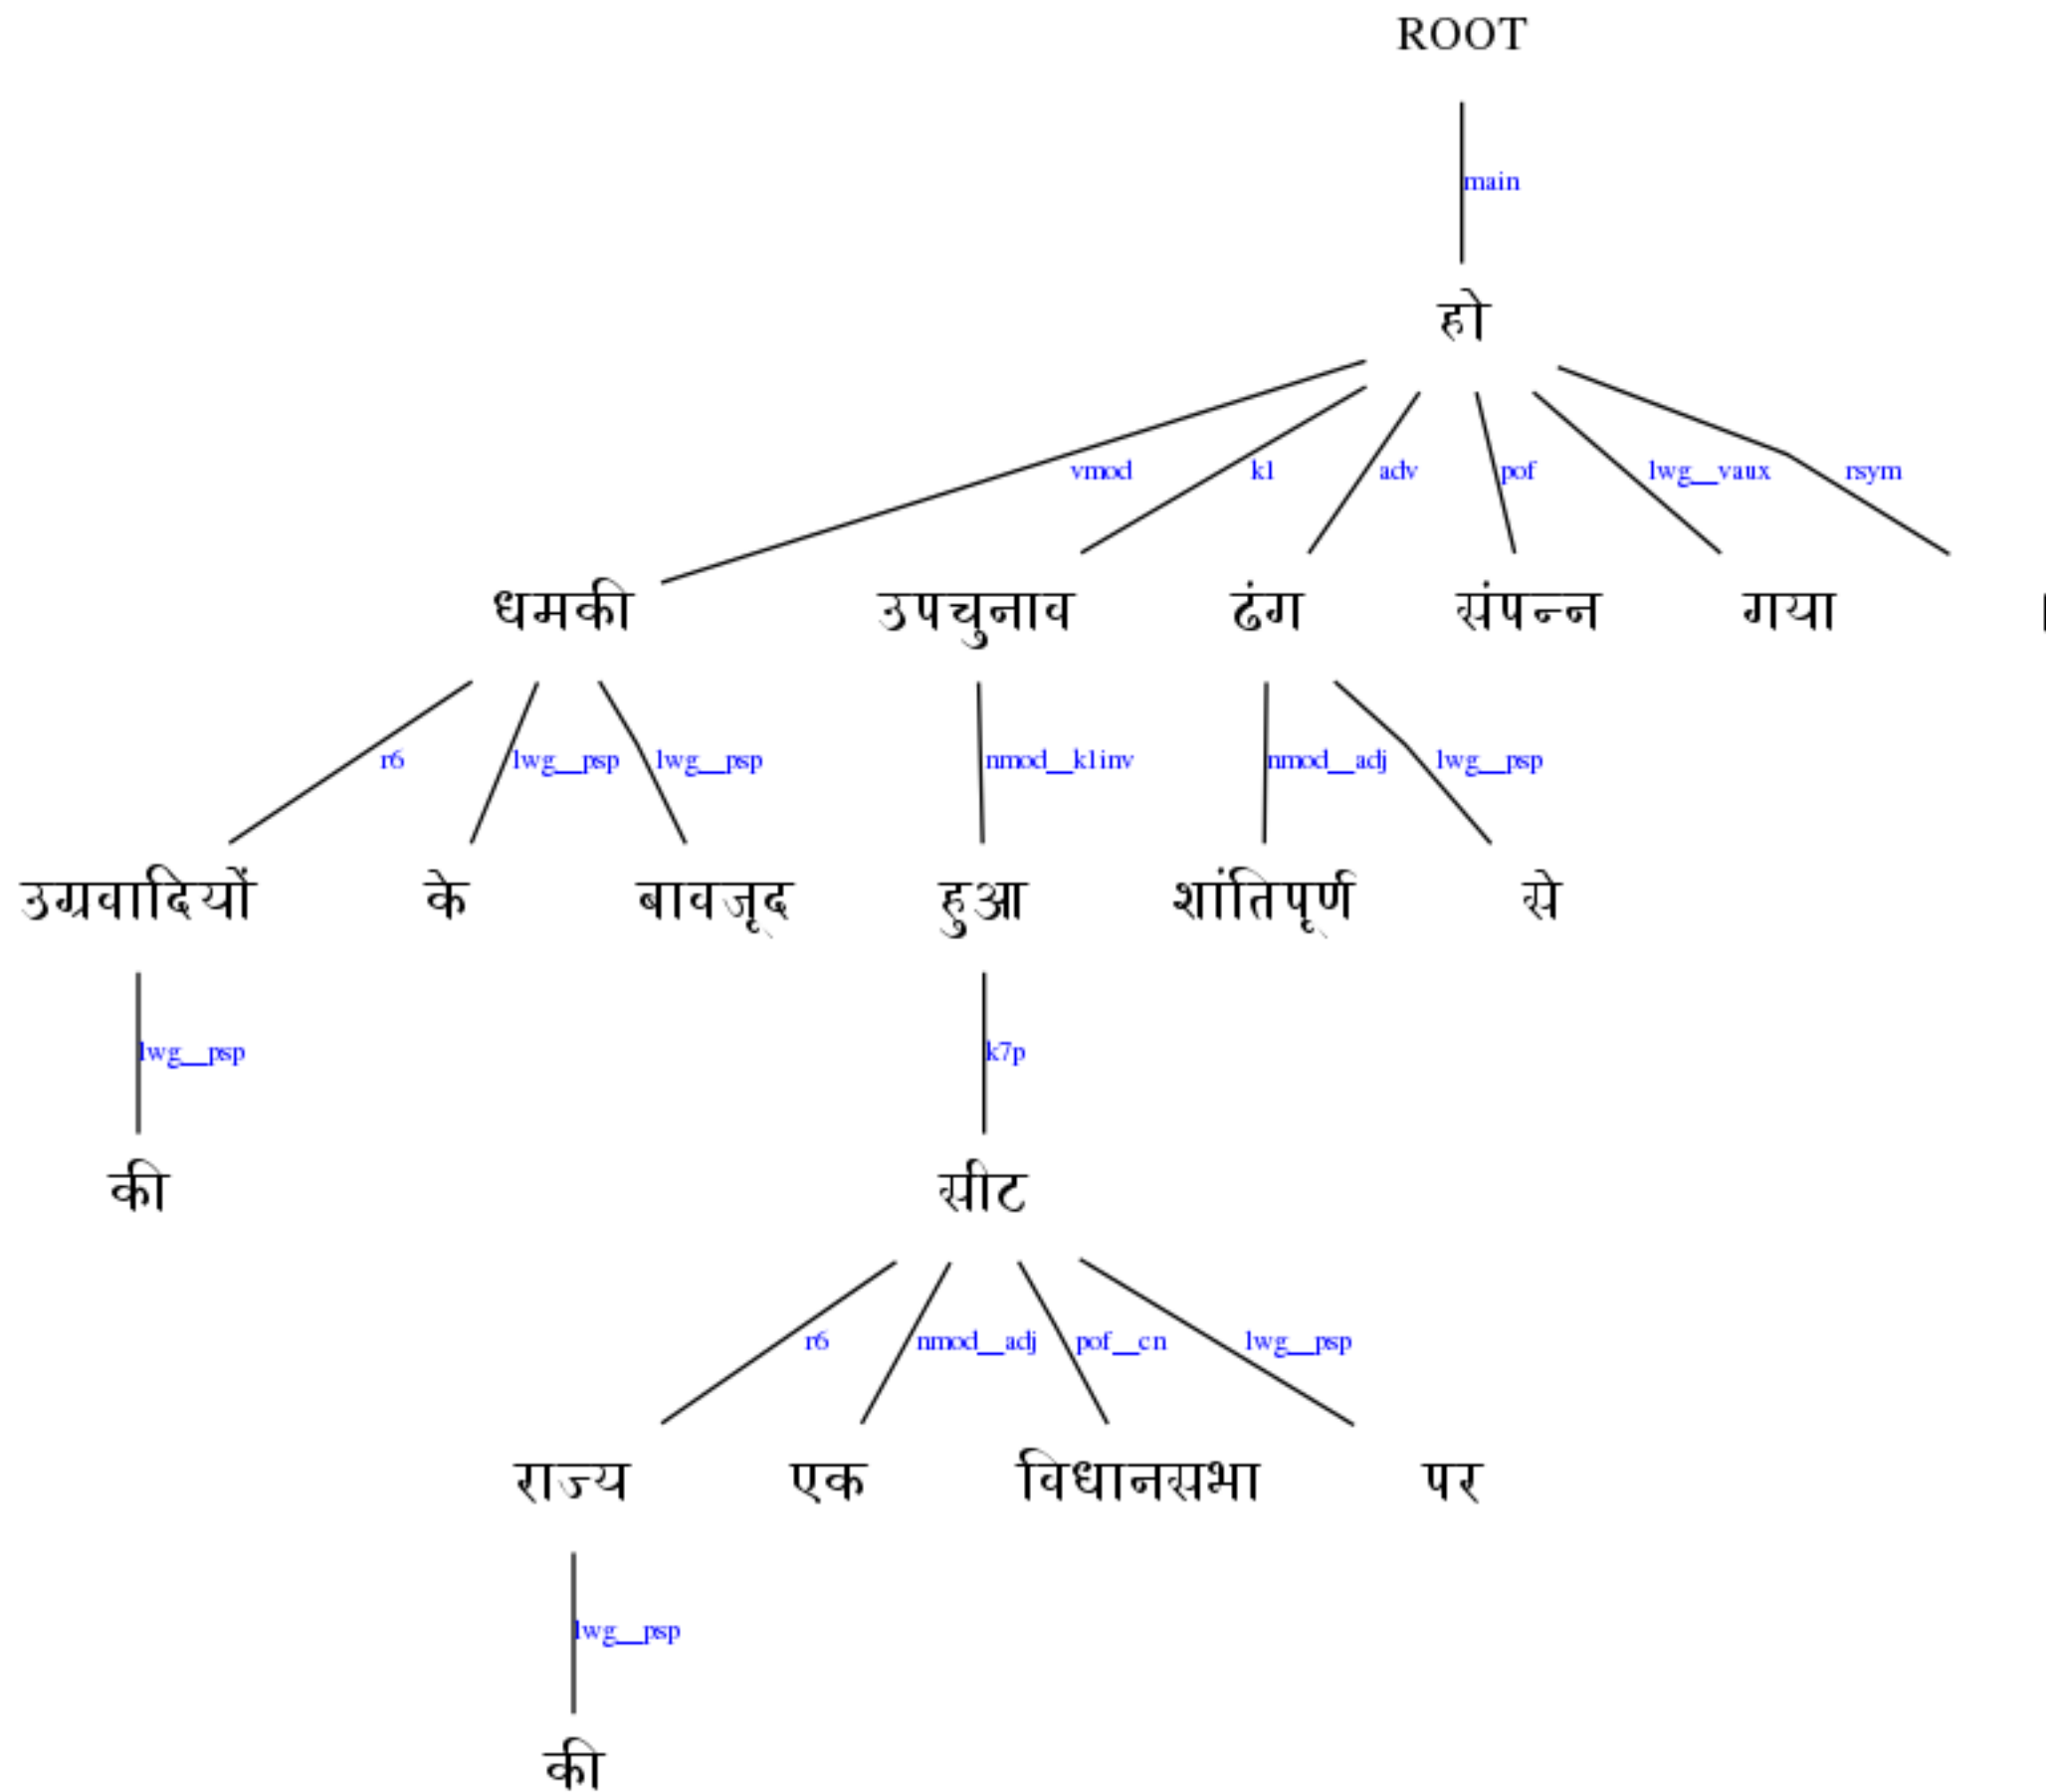 ROOT
main
हो
vmod k1 adv pof lwg__vaux rsym
धमकी उपचुनाव ढंग संपन्न गया ।
r6 lwg__psp lwg__psp nmod__k1inv nmod__adj lwg__psp
उग्रवादियों के बावजूद हुआ शांतिपूर्ण से
lwg__psp k7p
की सीट
r6 nmod__adj pof__cn lwg__psp
राज्य एक विधानसभा पर
lwg__psp
की